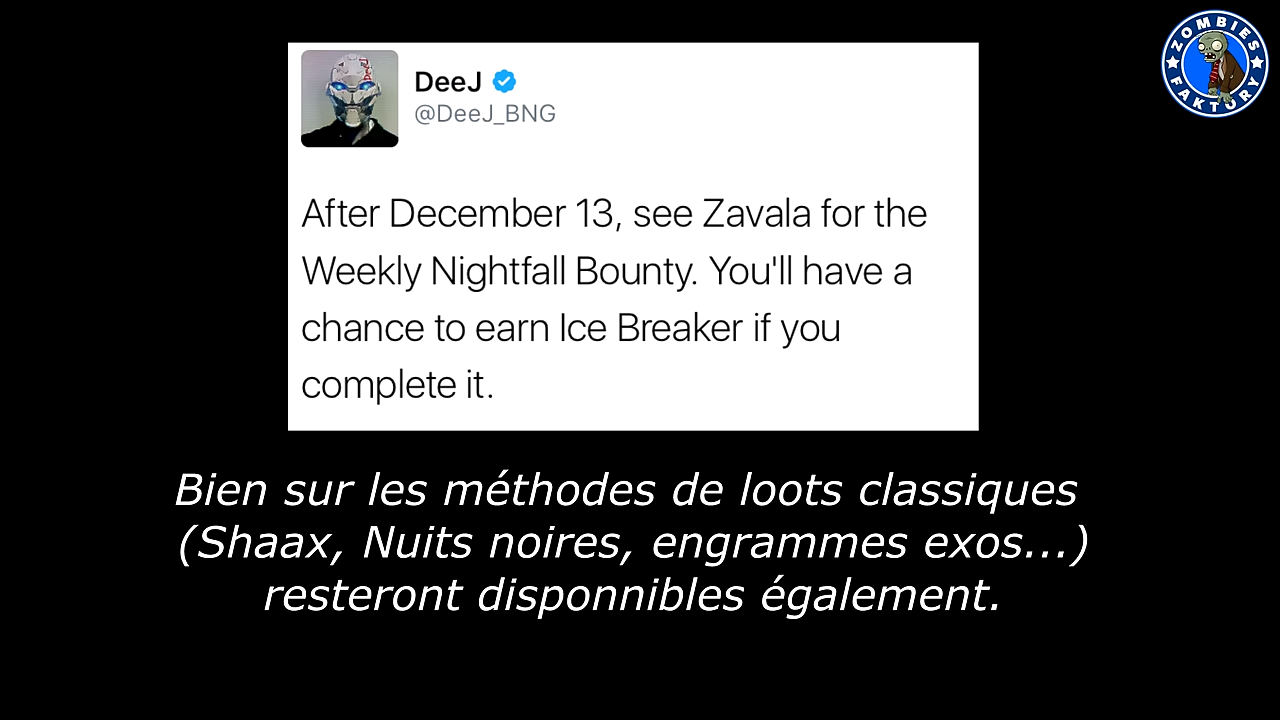 ZOMBIES
FAKTORY
DeeJ
@DeeJ_BNG
After December 13, see Zavala for the
Weekly Nightfall Bounty. You'll have a
chance to earn Ice Breaker if you
complete it.
Bien sur les méthodes de loots classiques
(Shaax, Nuits noires, engrammes exos...)
resteront disponnibles également.